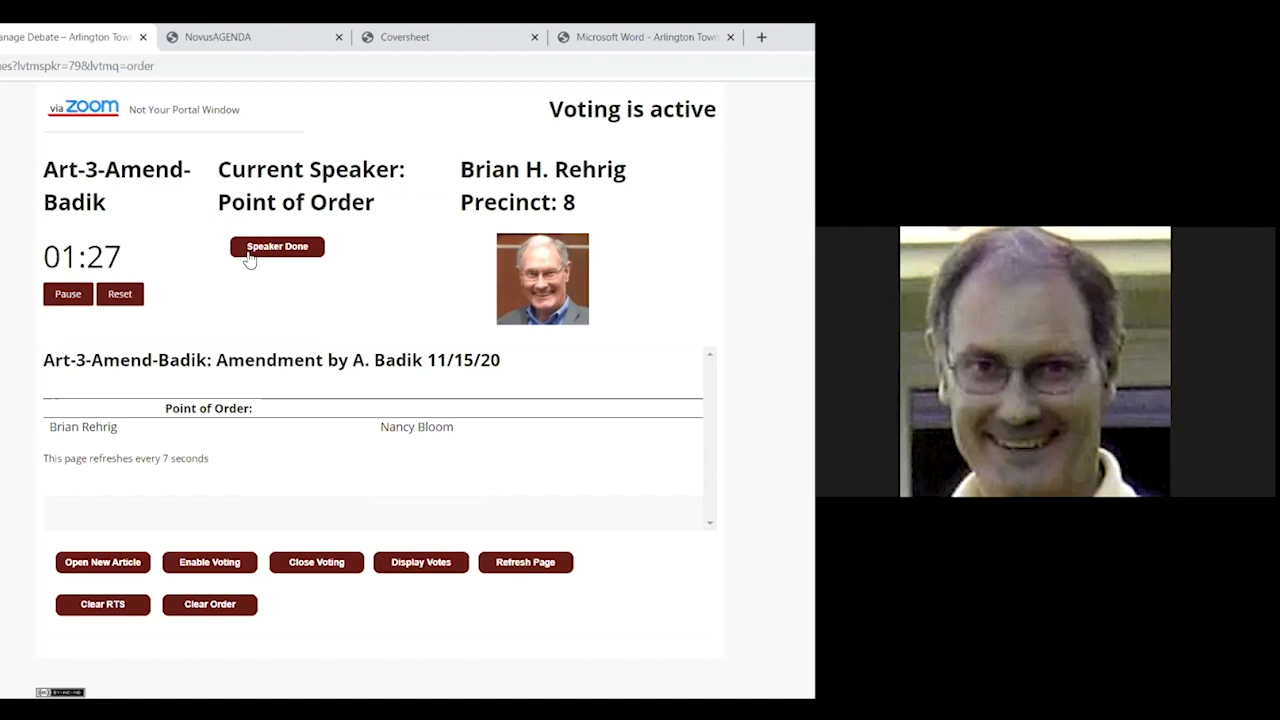 anage Debate – Arlington Tow
NovusAGENDA
Coversheet
Microsoft Word - Arlington Town
ues?lvtmspkr=79&lvtmq=order
via zoom Not Your Portal Window
Voting is active
Art-3-Amend-
Badik
Current Speaker:
Point of Order
Brian H. Rehrig
Precinct: 8
01:27
Speaker Done
Pause Reset
Art-3-Amend-Badik: Amendment by A. Badik 11/15/20
Point of Order:
Brian Rehrig Nancy Bloom
This page refreshes every 7 seconds
Open New Article Enable Voting Close Voting Display Votes Refresh Page
Clear RTS Clear Order